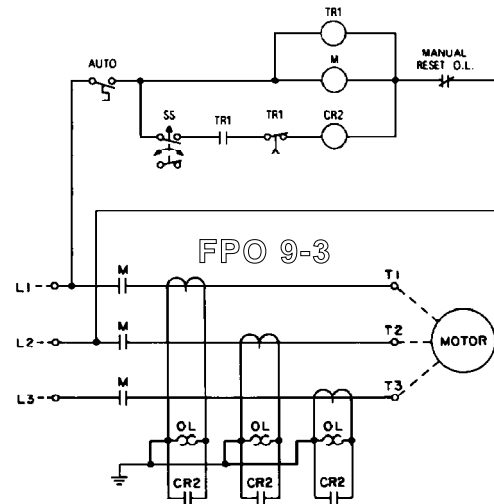 TR1
AUTO
M
MANUAL
RESET O.L.
SS
TR1
TR1
CR2
FPO 9-3
L1
M
T1
L2
M
T2
MOTOR
L3
M
T3
OL
OL
OL
CR2
CR2
CR2